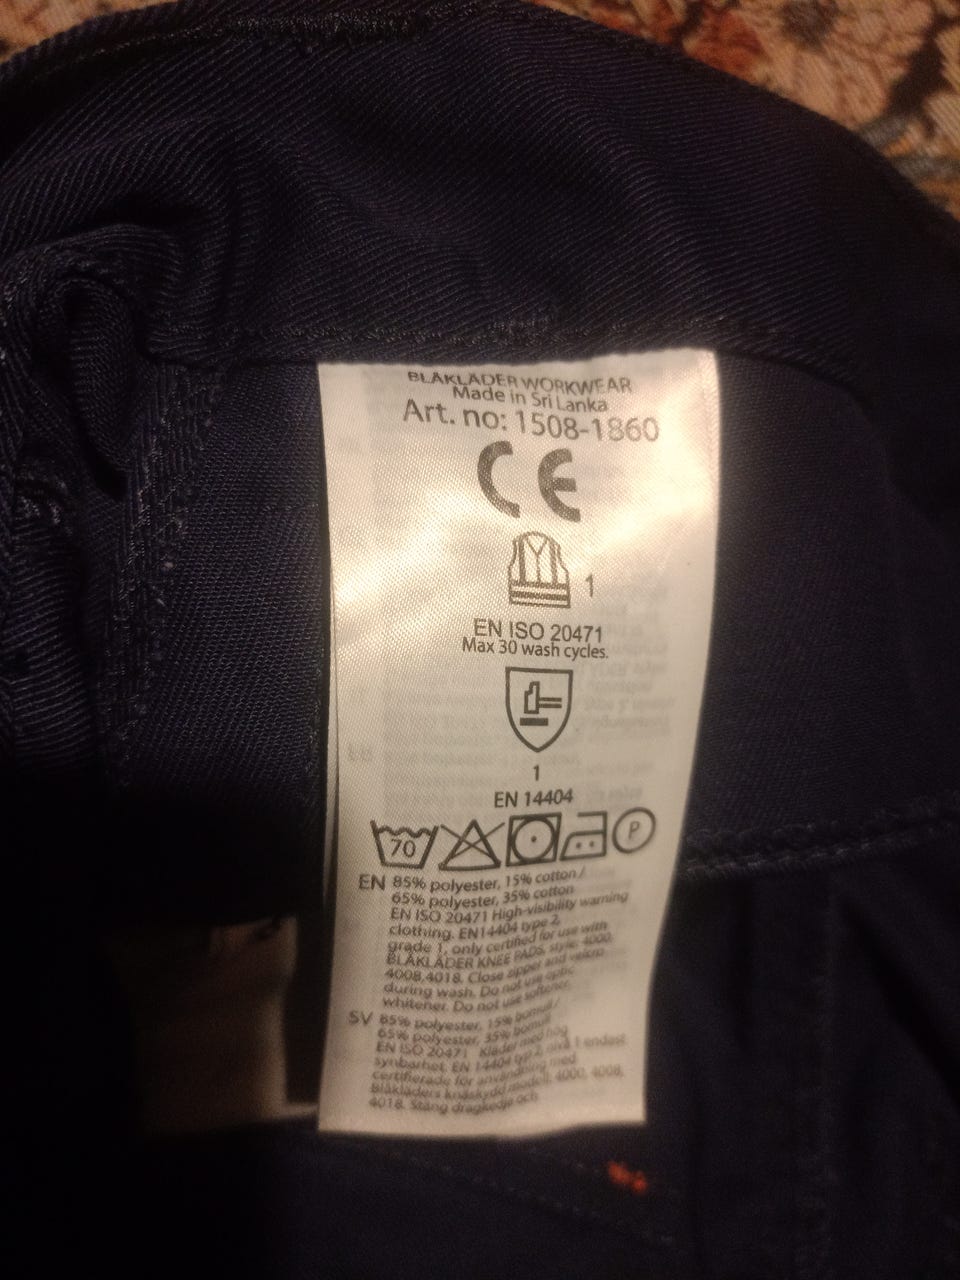 BLÅKLÄDER WORKWEAR
Made in Sri Lanka
Art. no: 1508-1860
CE
1
EN ISO 20471
Max 30 wash cycles.
1
EN 14404
70 P
EN 85% polyester, 15% cotton /
65% polyester, 35% cotton
EN ISO 20471 High-visibility warning
clothing. EN14404 type 2,
grade 1, only certified for use with
BLÅKLÄDER KNEE PADS style: 4000,
4008,4018. Close zipper and velcro
during wash. Do not use optic
whitener. Do not use softener.
SV 85% polyester, 15% bomull /
65% polyester, 35% bomull
EN ISO 20471 Kläder med hög
synbarhet. EN 14404 typ 2, nivå 1 endast
certifierade för användning med
Blåkläders knäskydd modell, 4000, 4008,
4018. Stäng dragkedja och